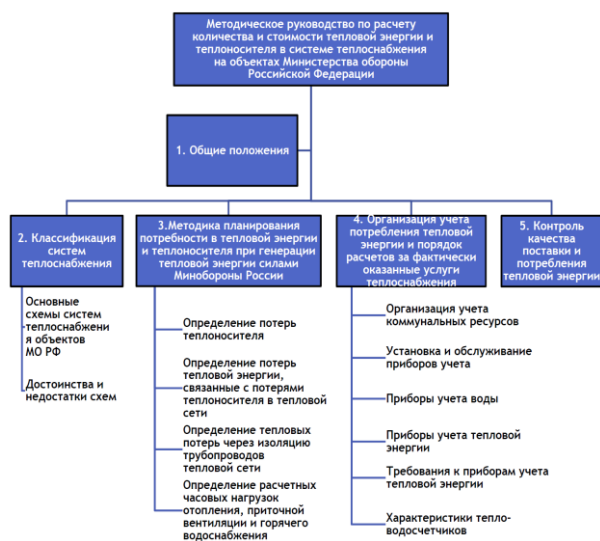 Методическое руководство по расчету
количества и стоимости тепловой энергии и
теплоносителя в системе теплоснабжения
на объектах Министерства обороны
Российской Федерации
1. Общие положения
2. Классификация
систем
теплоснабжения
Основные
схемы систем
теплоснабжени
я объектов
МО РФ
Достоинства и
недостатки схем
3.Методика планирования
потребности в тепловой энергии
и теплоносителя при генерации
тепловой энергии силами
Минобороны России
Определение потерь
теплоносителя
Определение потерь
тепловой энергии,
связанные с потерями
теплоносителя в тепловой
сети
Определение тепловых
потерь через изоляцию
трубопроводов
тепловой сети
Определение расчетных
часовых нагрузок
отопления, приточной
вентиляции и горячего
водоснабжения
4. Организация учета
потребления тепловой
энергии и порядок
расчетов за фактически
оказанные услуги
теплоснабжения
Организация учета
коммунальных ресурсов
Установка и обслуживание
приборов учета
Приборы учета воды
Приборы учета тепловой
энергии
Требования к приборам учета
тепловой энергии
Характеристики тепло-
водосчетчиков
5. Контроль
качества
поставки и
потребления
тепловой энергии